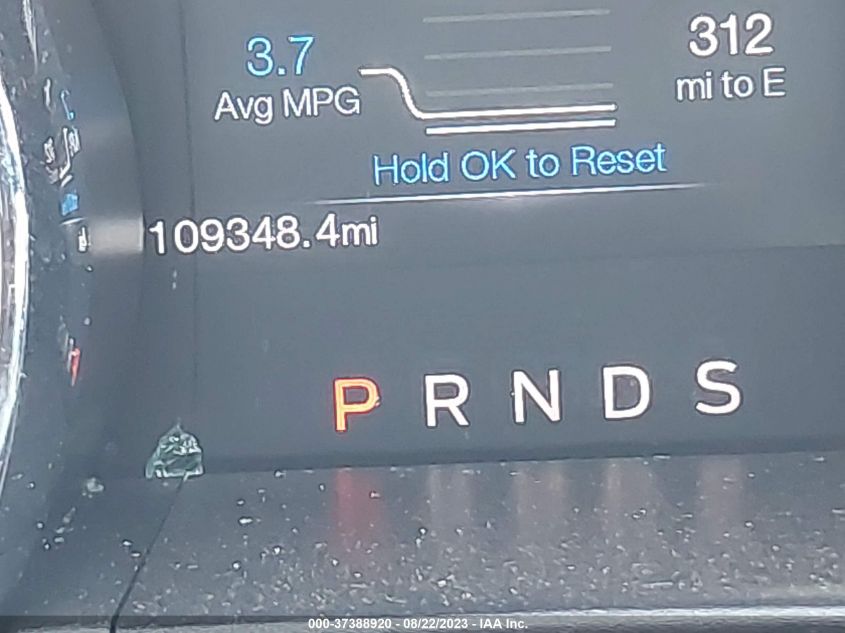 3.7
Avg MPG
312
mi to E
Hold OK to Reset
109348.4mi
P R N D S
000-37388920 - 08/22/2023 - IAA Inc.